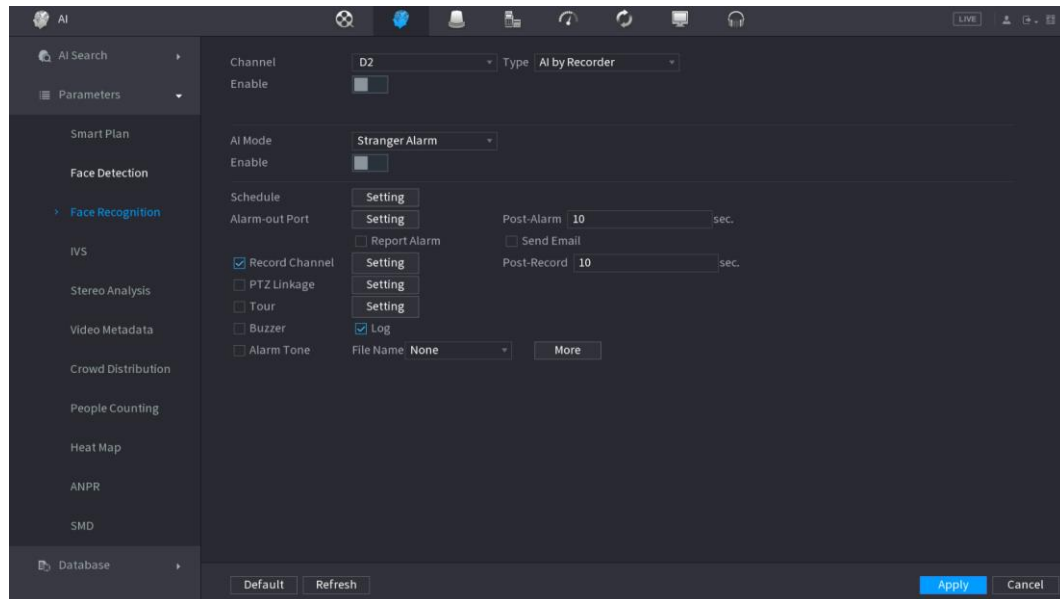 AI
LIVE
AI Search
Parameters
Smart Plan
Face Detection
Face Recognition
IVS
Stereo Analysis
Video Metadata
Crowd Distribution
People Counting
Heat Map
ANPR
SMD
Database
Channel D2 Type AI by Recorder
Enable
AI Mode Stranger Alarm
Enable
Schedule Setting
Alarm-out Port Setting Post-Alarm 10 sec.
Report Alarm Send Email
Record Channel Setting Post-Record 10 sec.
PTZ Linkage Setting
Tour Setting
Buzzer Log
Alarm Tone File Name None More
Default Refresh Apply Cancel